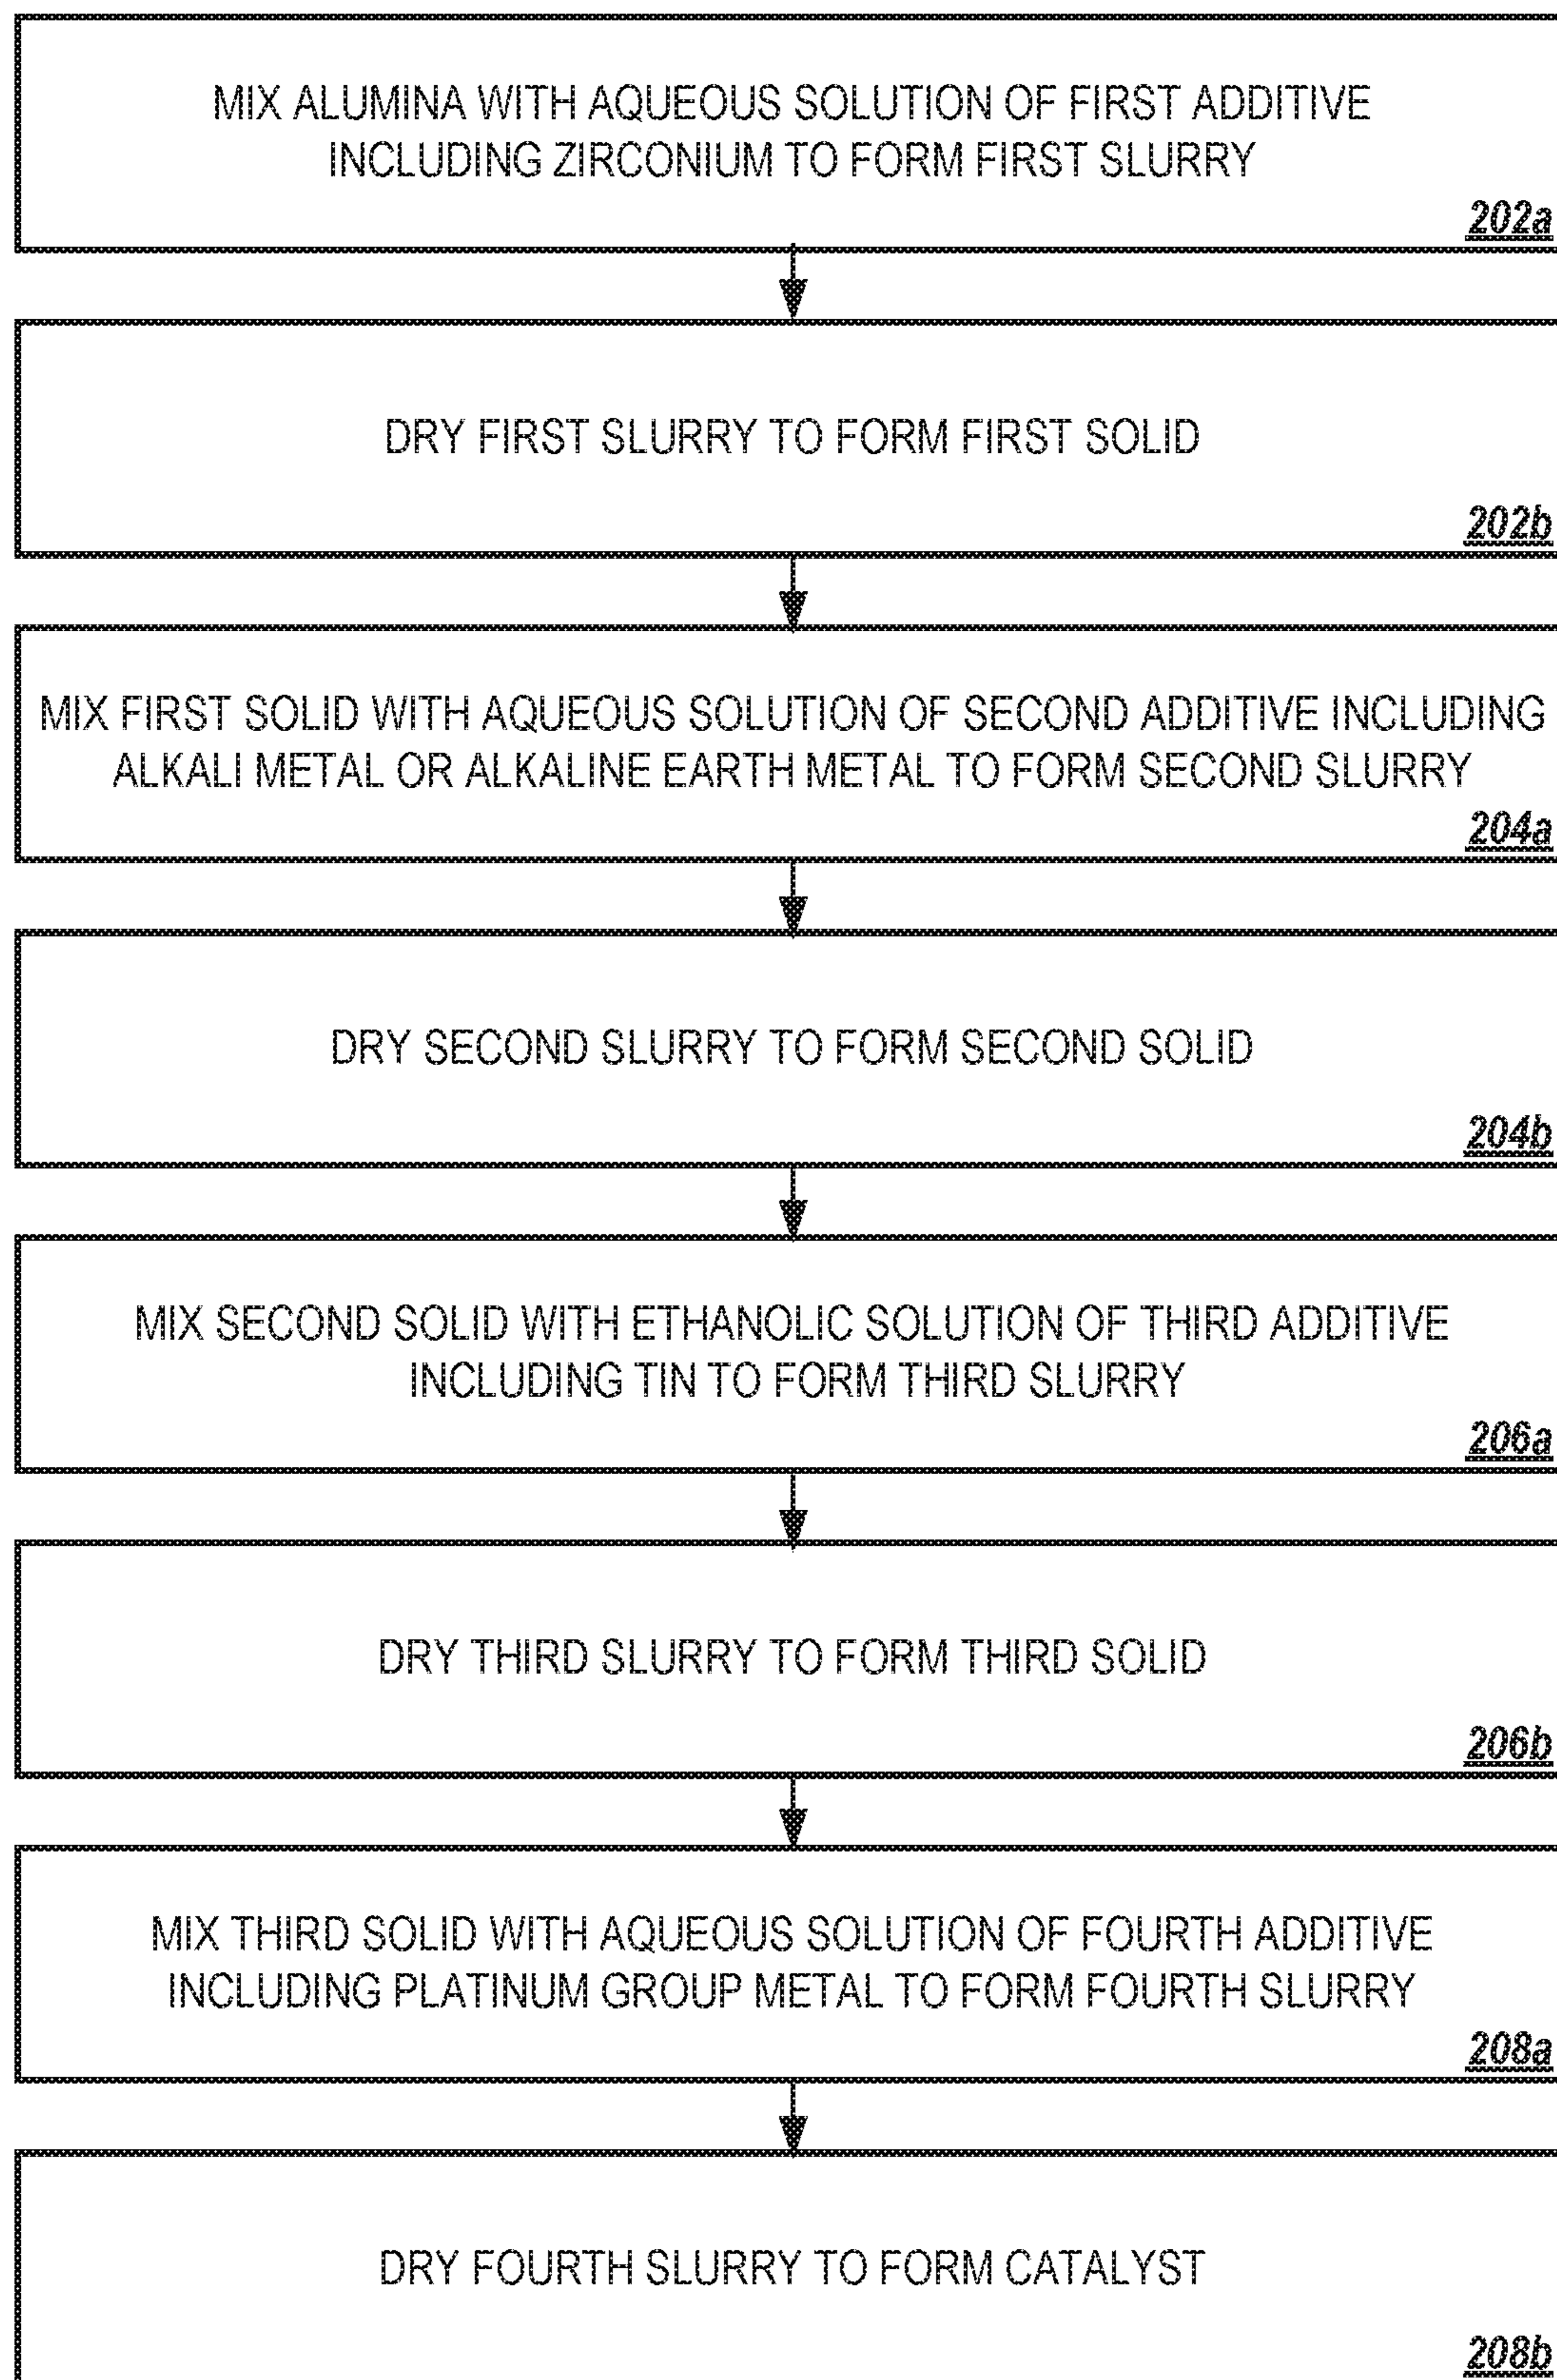 MIX ALUMINA WITH AQUEOUS SOLUTION OF FIRST ADDITIVE
INCLUDING ZIRCONIUM TO FORM FIRST SLURRY
202a
DRY FIRST SLURRY TO FORM FIRST SOLID
202b
MIX FIRST SOLID WITH AQUEOUS SOLUTION OF SECOND ADDITIVE INCLUDING
ALKALI METAL OR ALKALINE EARTH METAL TO FORM SECOND SLURRY
204a
DRY SECOND SLURRY TO FORM SECOND SOLID
204b
MIX SECOND SOLID WITH ETHANOLIC SOLUTION OF THIRD ADDITIVE
INCLUDING TIN TO FORM THIRD SLURRY
206a
DRY THIRD SLURRY TO FORM THIRD SOLID
206b
MIX THIRD SOLID WITH AQUEOUS SOLUTION OF FOURTH ADDITIVE
INCLUDING PLATINUM GROUP METAL TO FORM FOURTH SLURRY
208a
DRY FOURTH SLURRY TO FORM CATALYST
208b